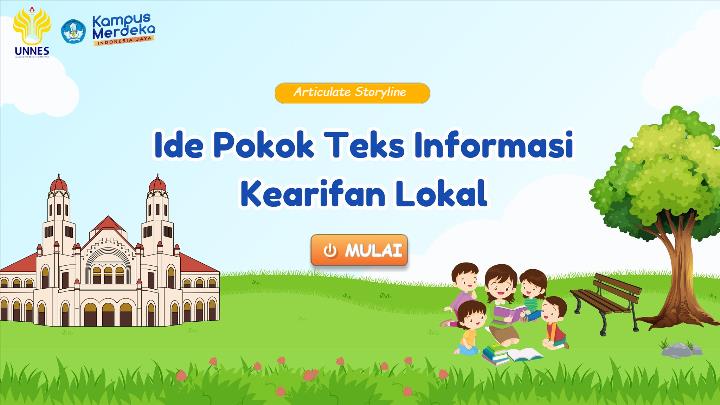 UNNES
Kampus
Merdeka
INDONESIA JAYA
Articulate Storyline
Ide Pokok Teks Informasi
Kearifan Lokal
MULAI